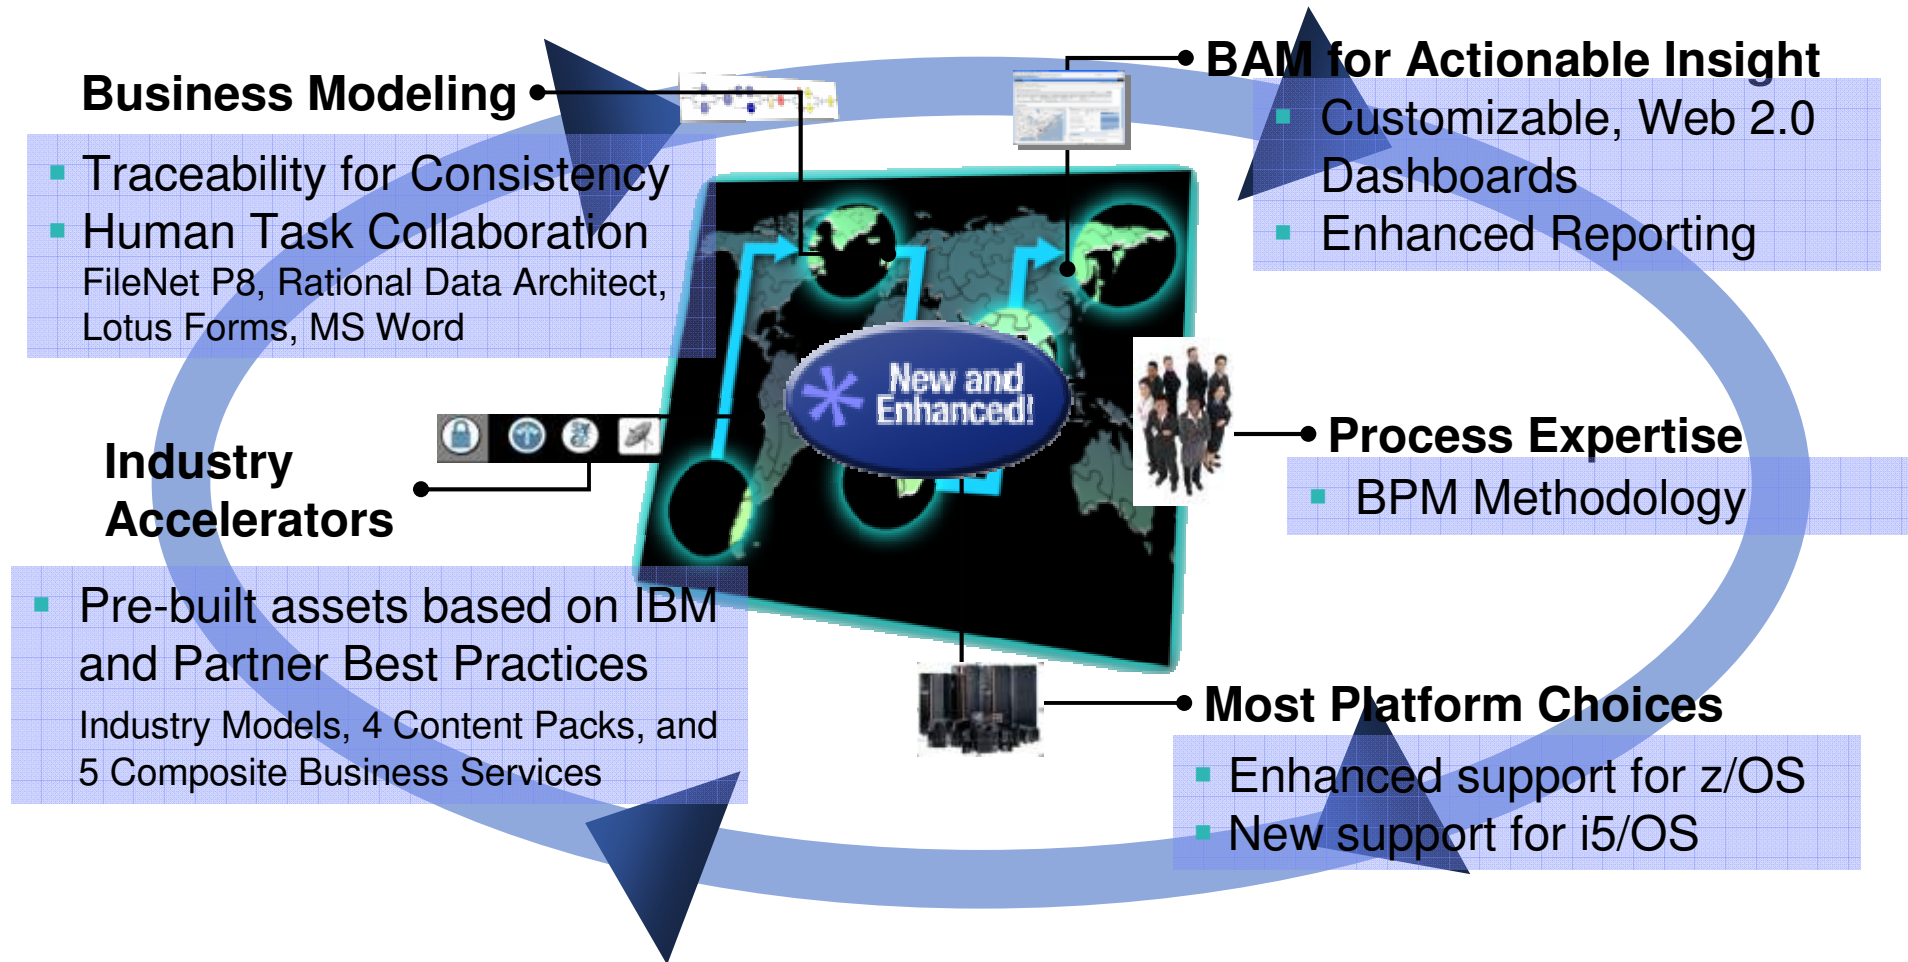 Business Modeling
Traceability for Consistency
Human Task Collaboration
FileNet P8, Rational Data Architect,
Lotus Forms, MS Word
BAM for Actionable Insight
Customizable, Web 2.0
Dashboards
Enhanced Reporting
New and
Enhanced!
Industry
Accelerators
Pre-built assets based on IBM
and Partner Best Practices
Industry Models, 4 Content Packs, and
5 Composite Business Services
Process Expertise
BPM Methodology
Most Platform Choices
Enhanced support for z/OS
New support for i5/OS